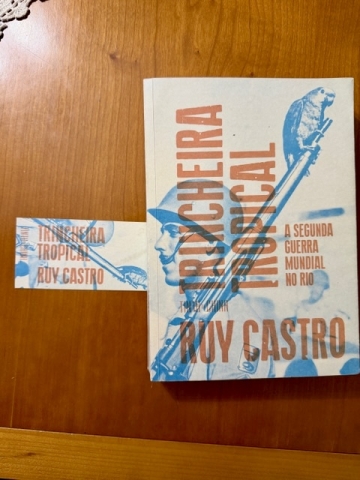 TRINCHEIRA
TROPICAL
RUY CASTRO
TRINCHEIRA
TROPICAL
A SEGUNDA
GUERRA
MUNDIAL
NO RIO
RUY CASTRO